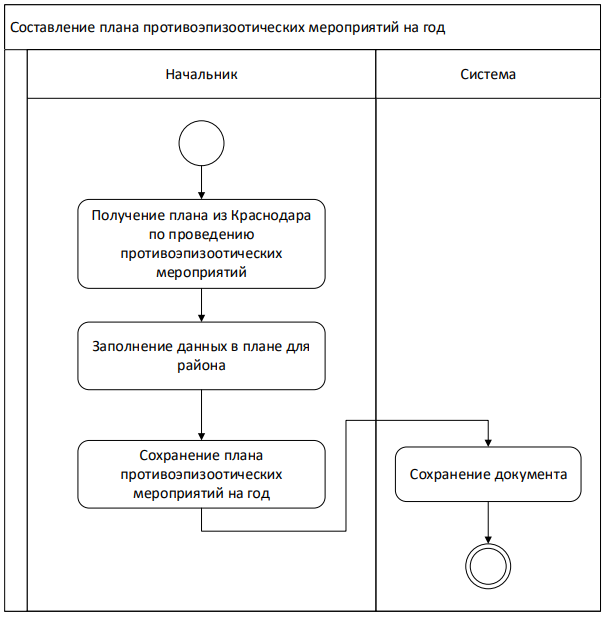 Составление плана противоэпизоотических мероприятий на год
Начальник
Система
Получение плана из Краснодара
по проведению
противоэпизоотических
мероприятий
Заполнение данных в плане для
района
Сохранение плана
противоэпизоотических
мероприятий на год
Сохранение документа